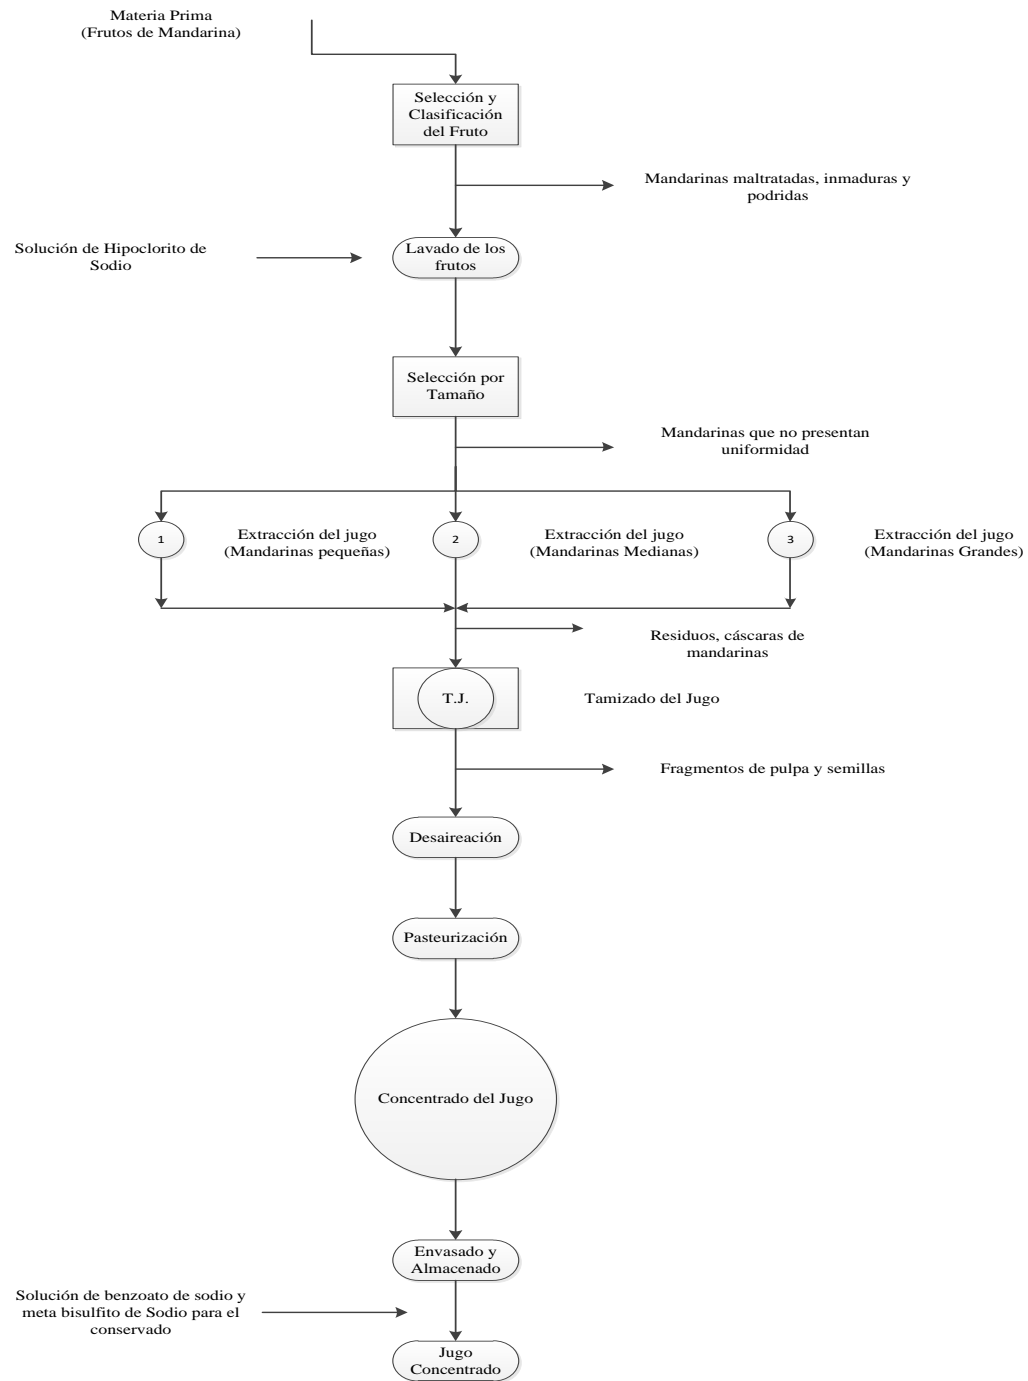 Materia Prima
(Frutos de Mandarina)
Selección y
Clasificación
del Fruto
Mandarinas maltratadas, inmaduras y
podridas
Solución de Hipoclorito de
Sodio
Lavado de los
frutos
Selección por
Tamaño
Mandarinas que no presentan
uniformidad
1
Extracción del jugo
(Mandarinas pequeñas)
2
Extracción del jugo
(Mandarinas Medianas)
3
Extracción del jugo
(Mandarinas Grandes)
Residuos, cáscaras de
mandarinas
T.J.
Tamizado del Jugo
Fragmentos de pulpa y semillas
Desaireación
Pasteurización
Concentrado del Jugo
Envasado y
Almacenado
Solución de benzoato de sodio y
meta bisulfito de Sodio para el
conservado
Jugo
Concentrado